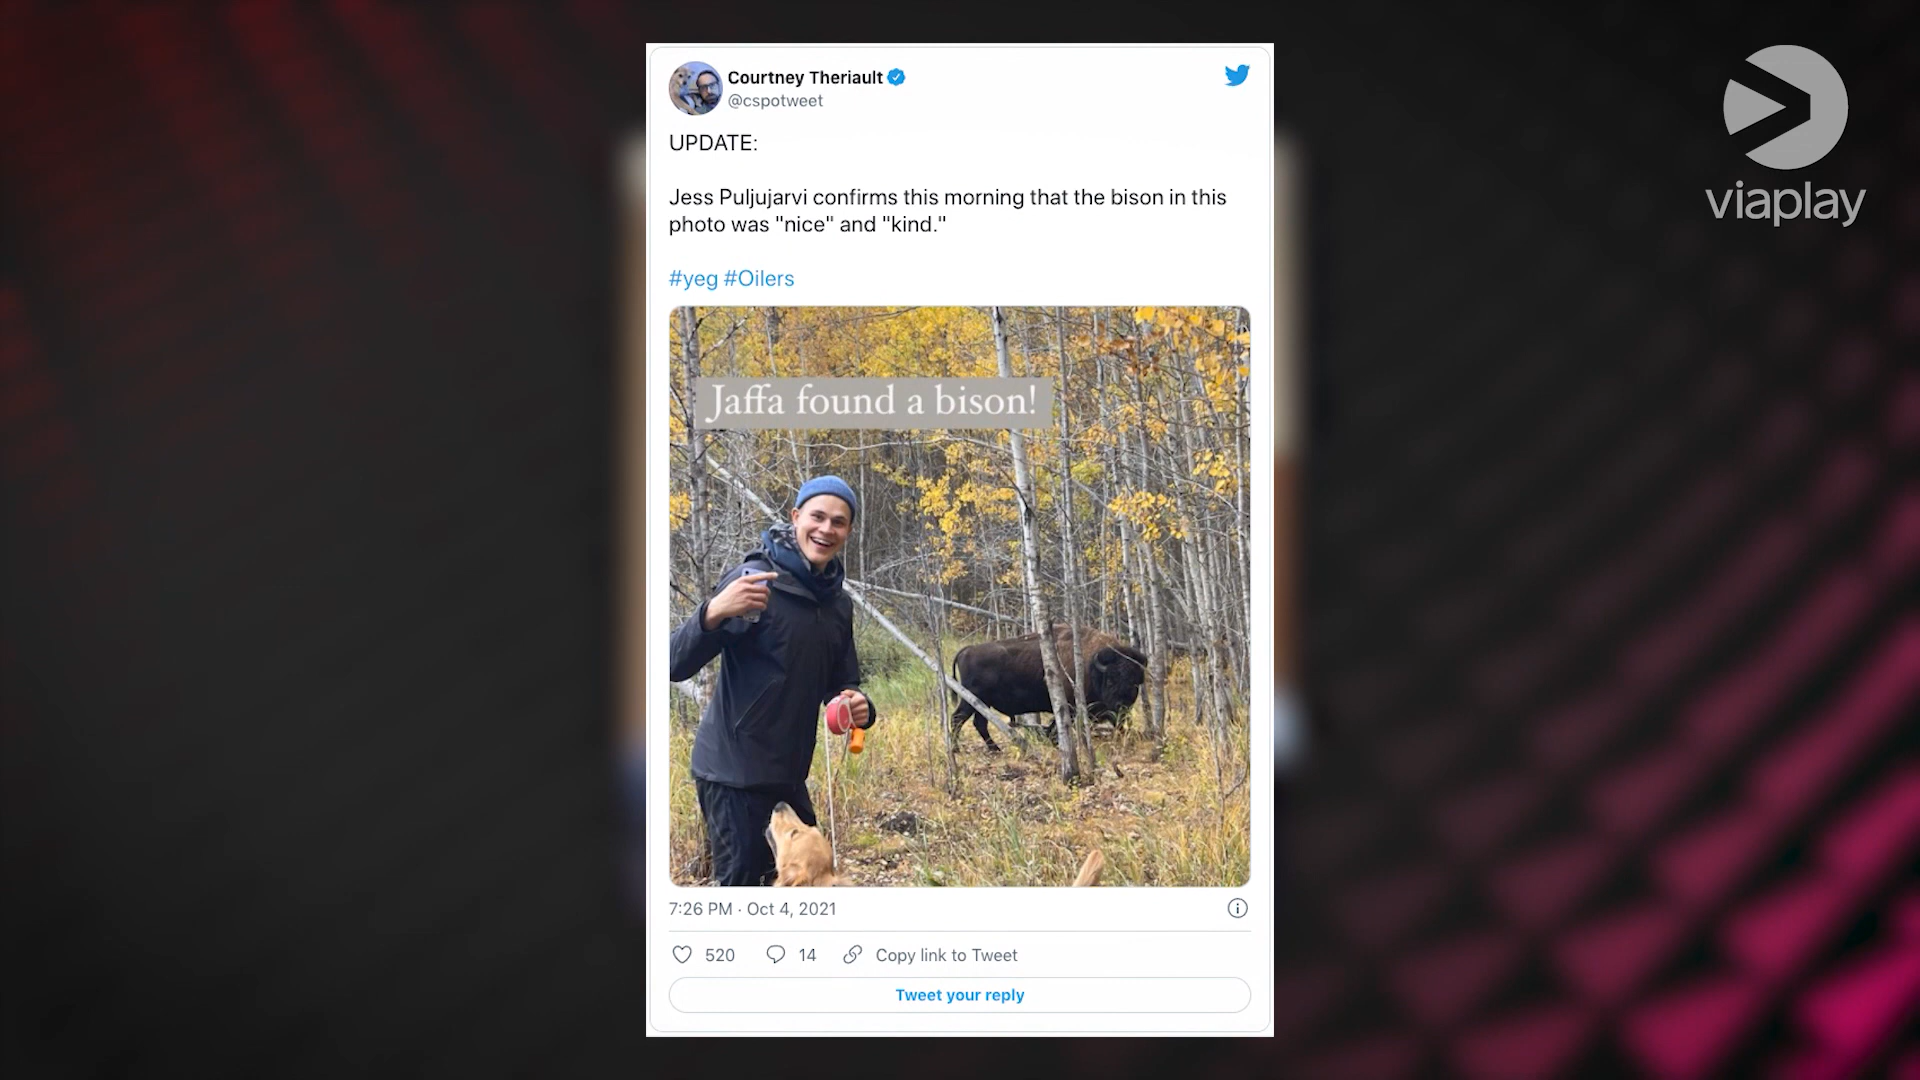 Courtney Theriault
@cspotweet
UPDATE:
Jess Puljujarvi confirms this morning that the bison in this
photo was "nice" and "kind."
#yeg #Oilers
Jaffa found a bison!
7:26 PM · Oct 4, 2021
520 14 Copy link to Tweet
Tweet your reply
viaplay